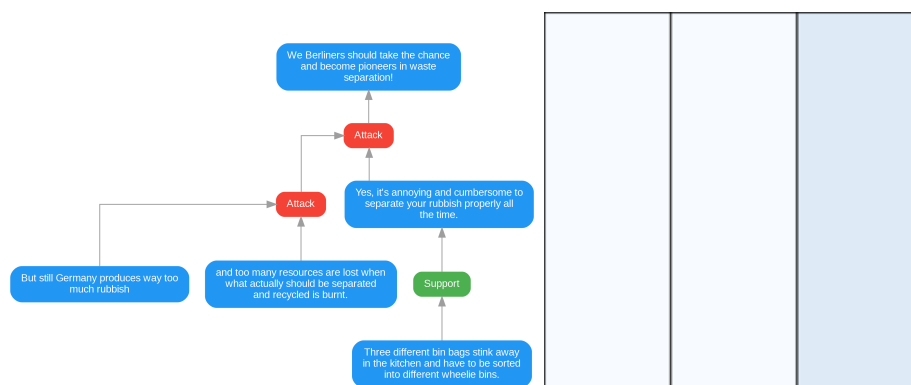 We Berliners should take the chance
and become pioneers in waste
separation!
Attack
Yes, it's annoying and cumbersome to
separate your rubbish properly all
the time.
Attack
But still Germany produces way too
much rubbish
and too many resources are lost when
what actually should be separated
and recycled is burnt.
Support
Three different bin bags stink away
in the kitchen and have to be sorted
into different wheelie bins.